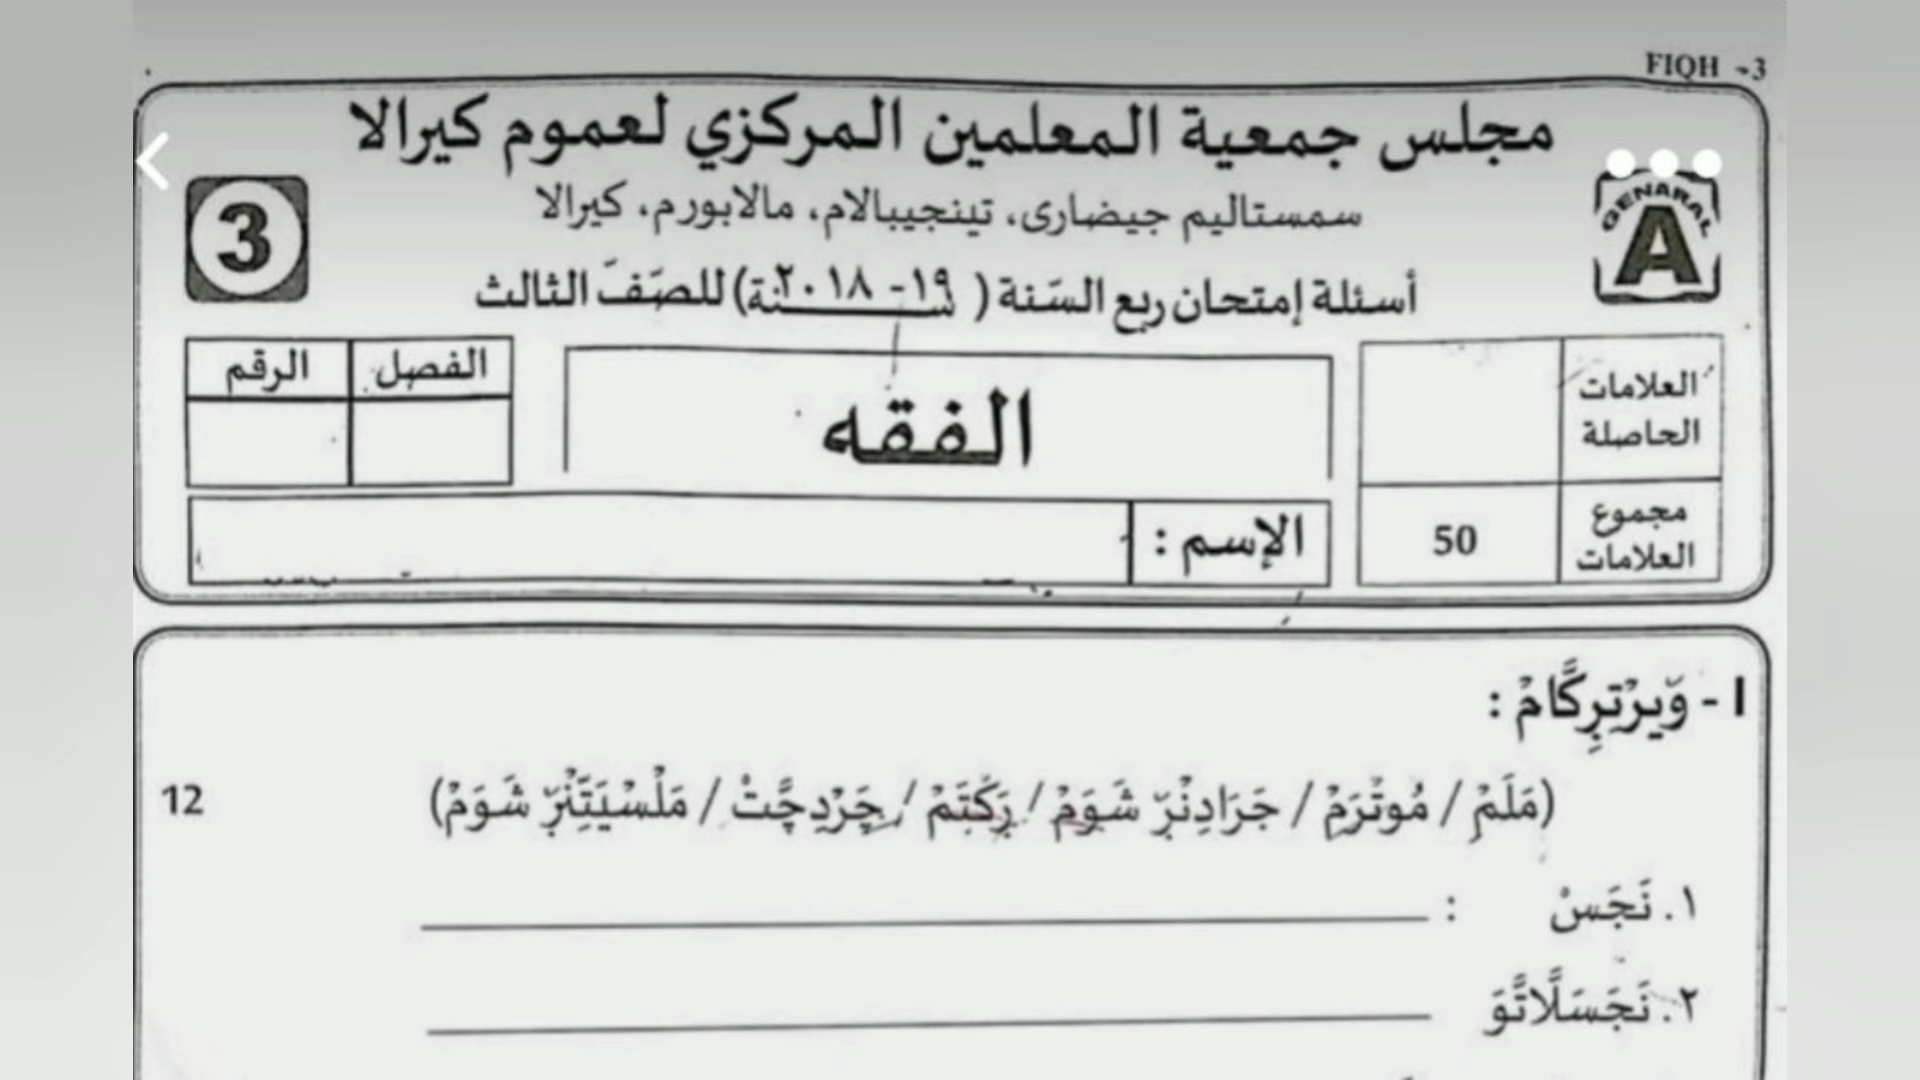 FIQH -3
مجلس جمعية المعلمين المركزي لعموم كيرالا
GENARAL
A
3
سمستاليم جيضارى، تينجيبالام، مالابورم، كيرالا
أسئلة إمتحان ربع السّنة (١٩- ٢٠١٨ سنة) للصّفّ الثالث
العلامات الحاصلة
الفقه
الفصل
الرقم
مجموع العلامات
50
الإسم :
I - وَيرْتِرِكَّامْ :
(مَلَمْ / مُوتْرَمْ / جَرَادِنْرِ شَوَمْ / رَكْتَمْ / چَرْدِچَّتْ / مَلْسْيَتِّنْرِ شَوَمْ)
12
١. نَجَسْ :
٢. نَجَسَلَّاتَّوَ